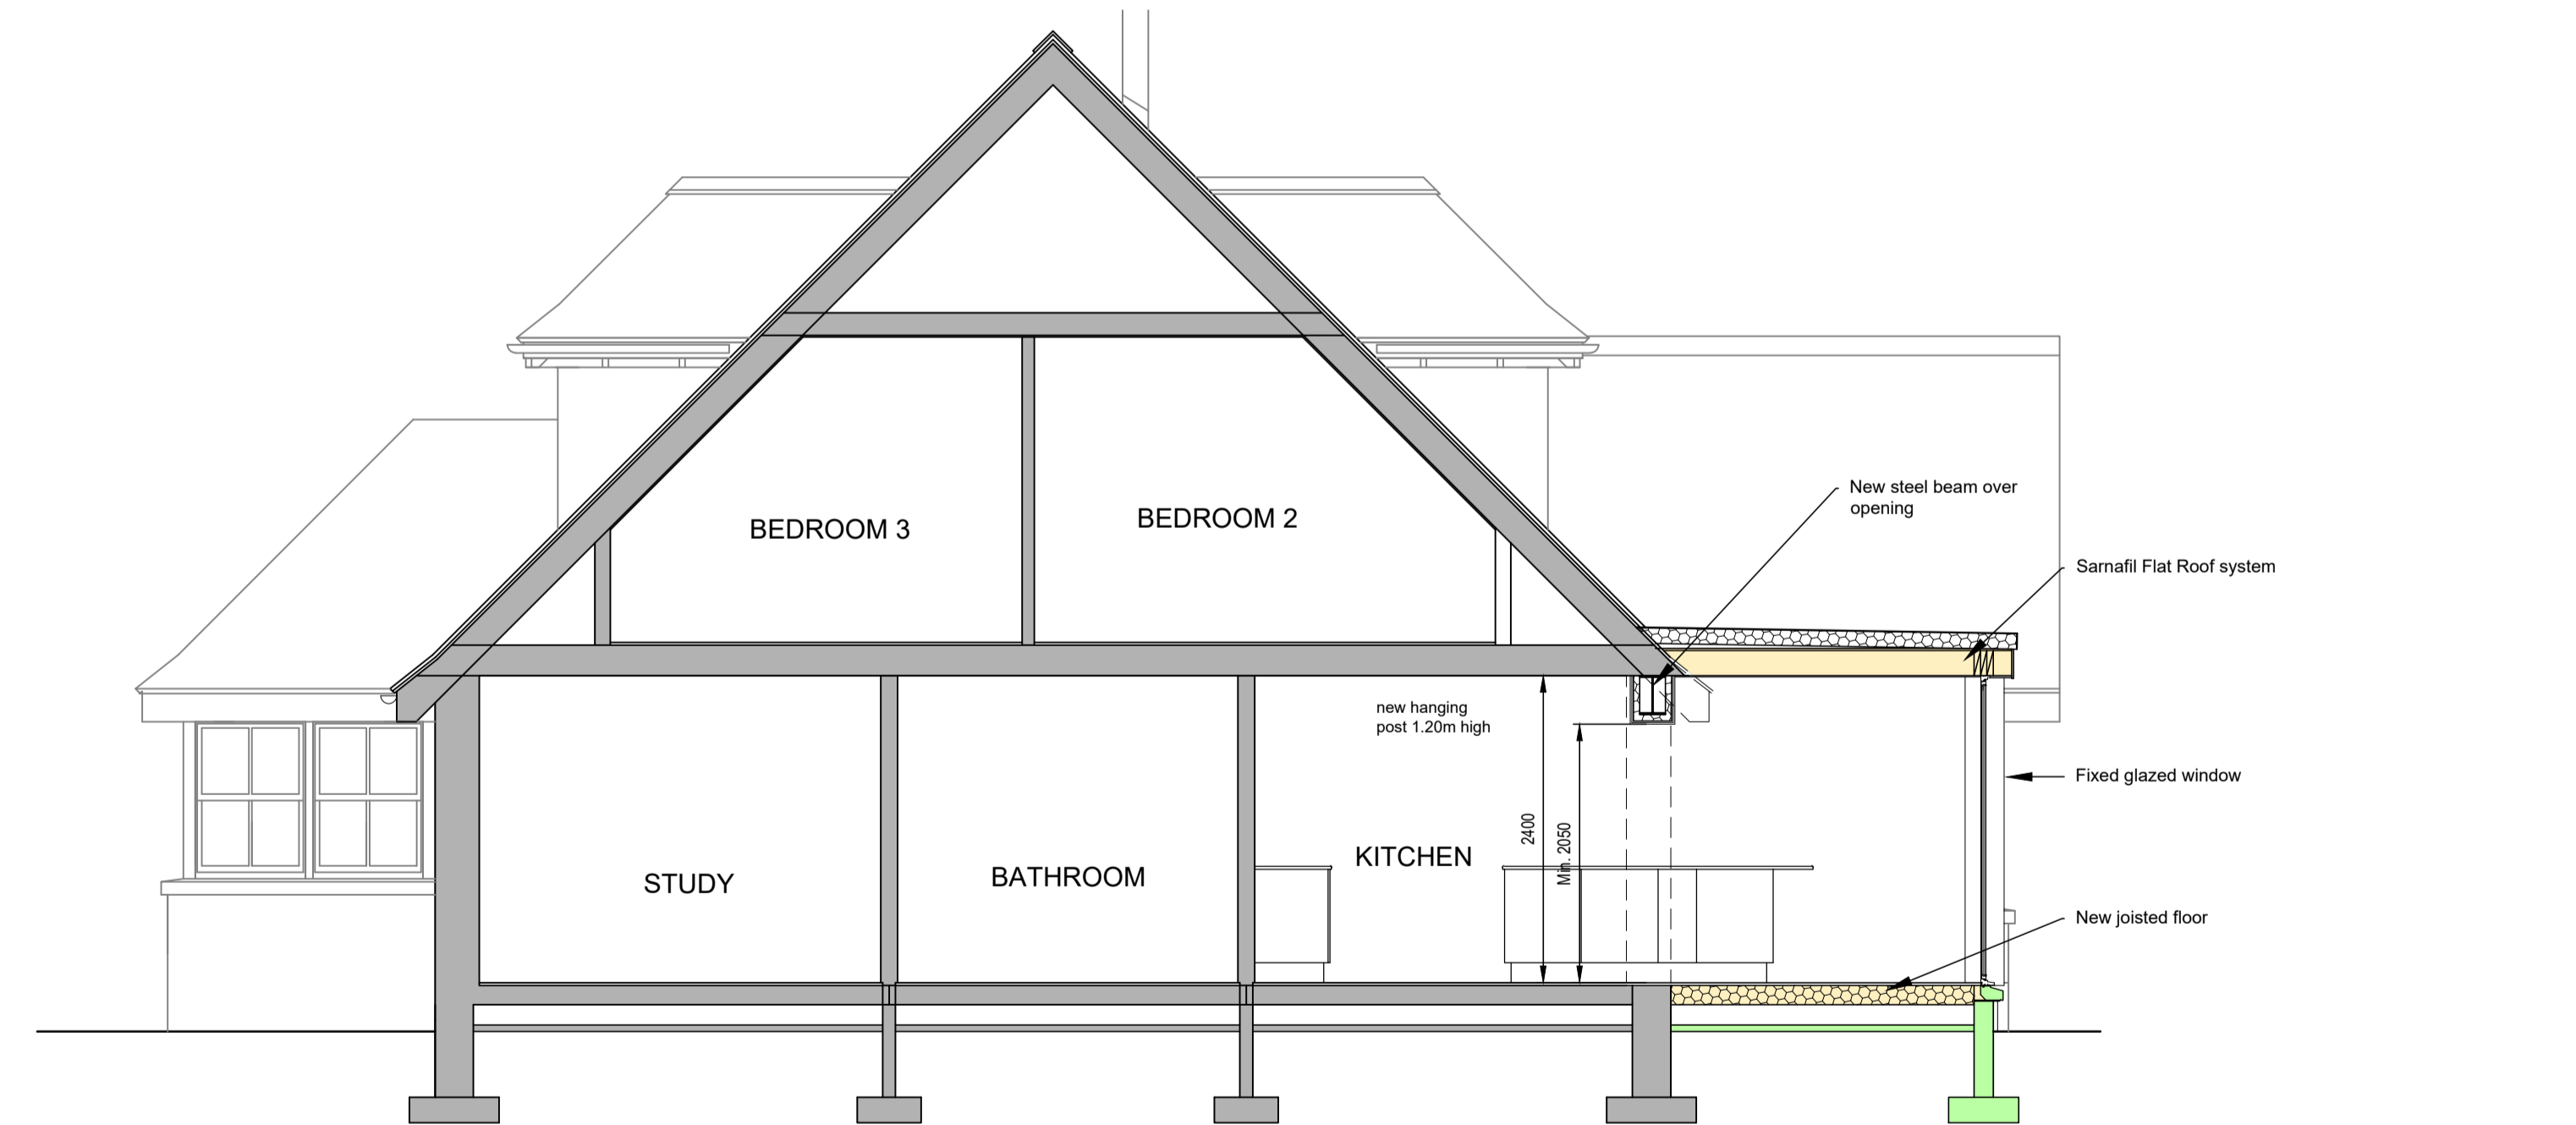 BEDROOM 3
BEDROOM 2
New steel beam over
opening
Sarnafil Flat Roof system
new hanging
post 1.20m high
2400
Min. 2050
Fixed glazed window
STUDY
BATHROOM
KITCHEN
New joisted floor